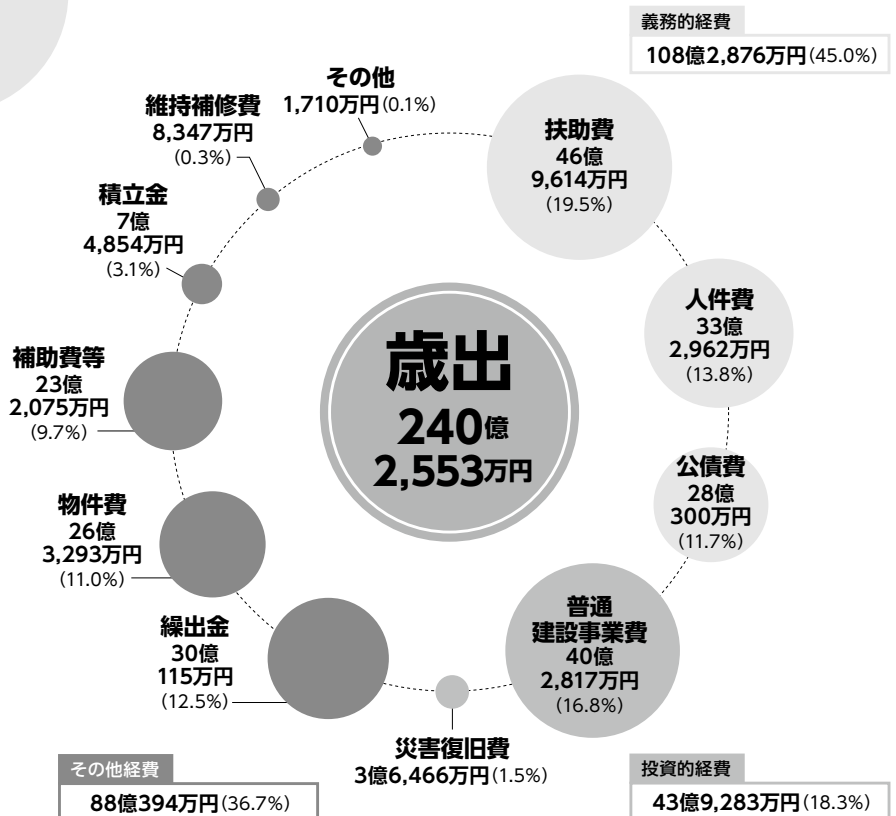 義務的経費
108億2,876万円(45.0%)
その他
1,710万円(0.1%)
維持補修費
8,347万円
(0.3%)
積立金
7億
4,854万円
(3.1%)
補助費等
23億
2,075万円
(9.7%)
物件費
26億
3,293万円
(11.0%)
繰出金
30億
115万円
(12.5%)
扶助費
46億
9,614万円
(19.5%)
人件費
33億
2,962万円
(13.8%)
公債費
28億
300万円
(11.7%)
普通
建設事業費
40億
2,817万円
(16.8%)
災害復旧費
3億6,466万円(1.5%)
歳出
240億
2,553万円
その他経費
88億394万円(36.7%)
投資的経費
43億9,283万円(18.3%)